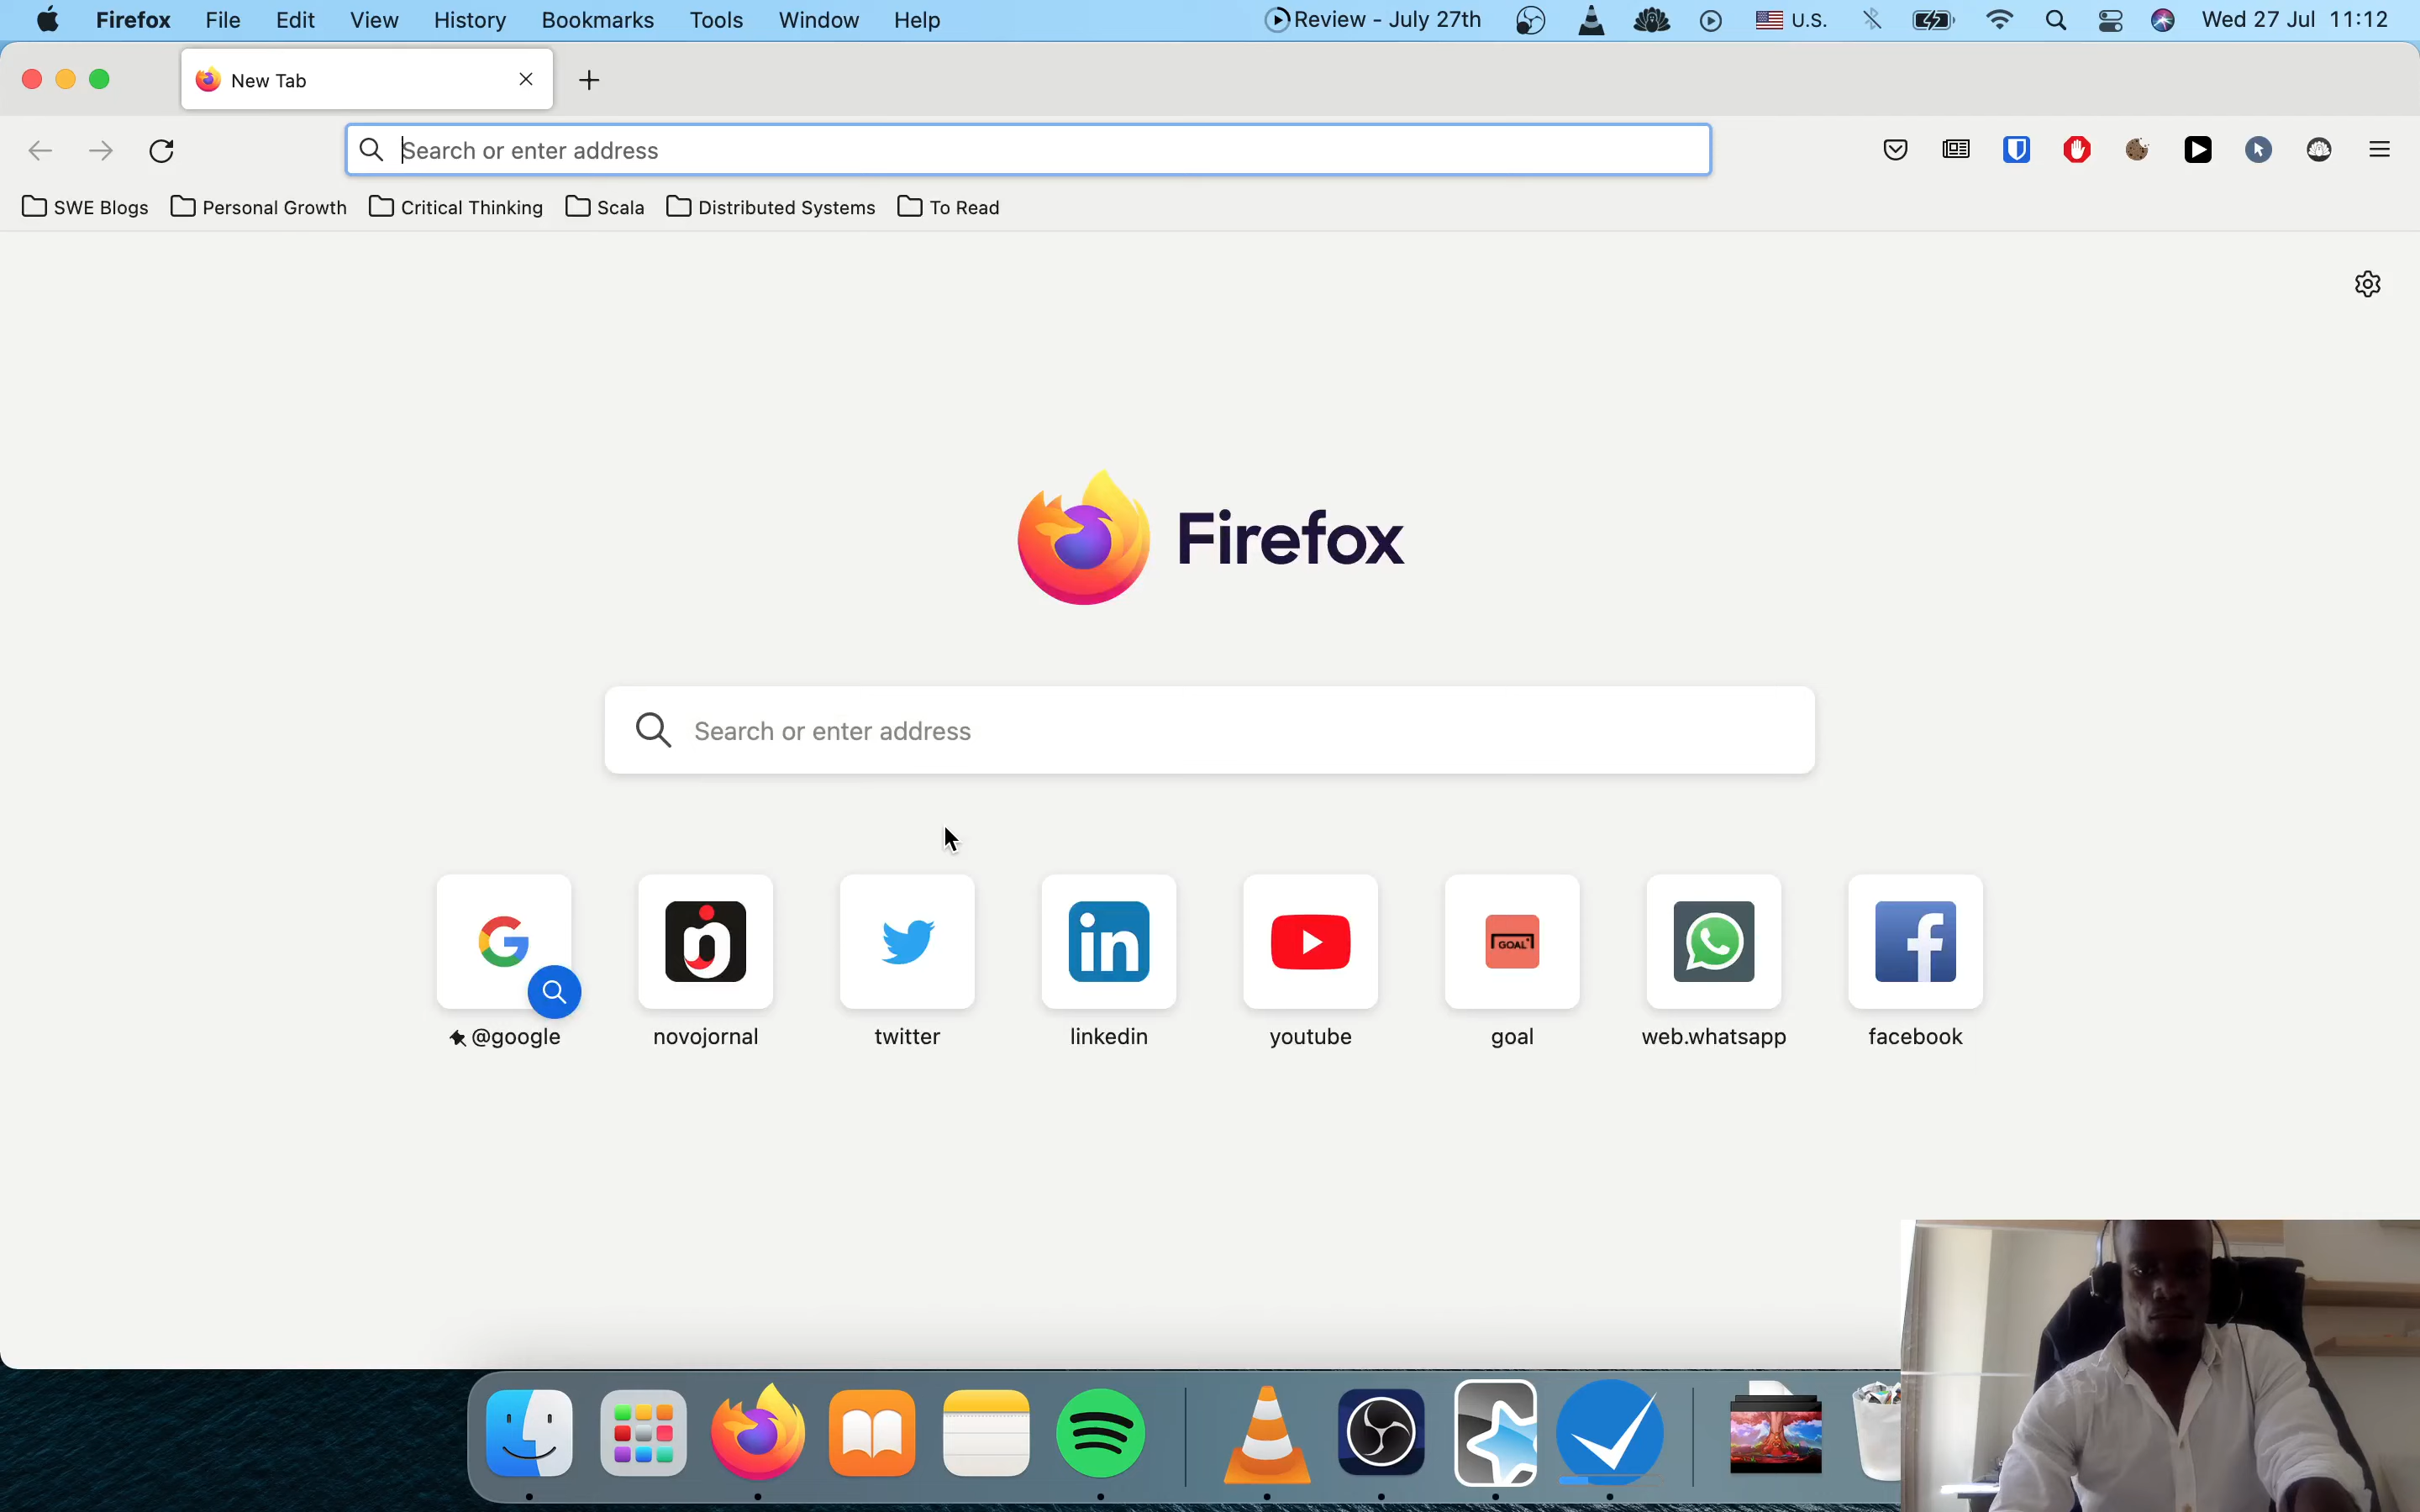 Firefox File Edit View History Bookmarks Tools Window Help Review - July 27th U.S. Wed 27 Jul 11:12
New Tab
Search or enter address
SWE Blogs Personal Growth Critical Thinking Scala Distributed Systems To Read
Firefox
Search or enter address
GOAL
@google novojornal twitter linkedin youtube goal web.whatsapp facebook